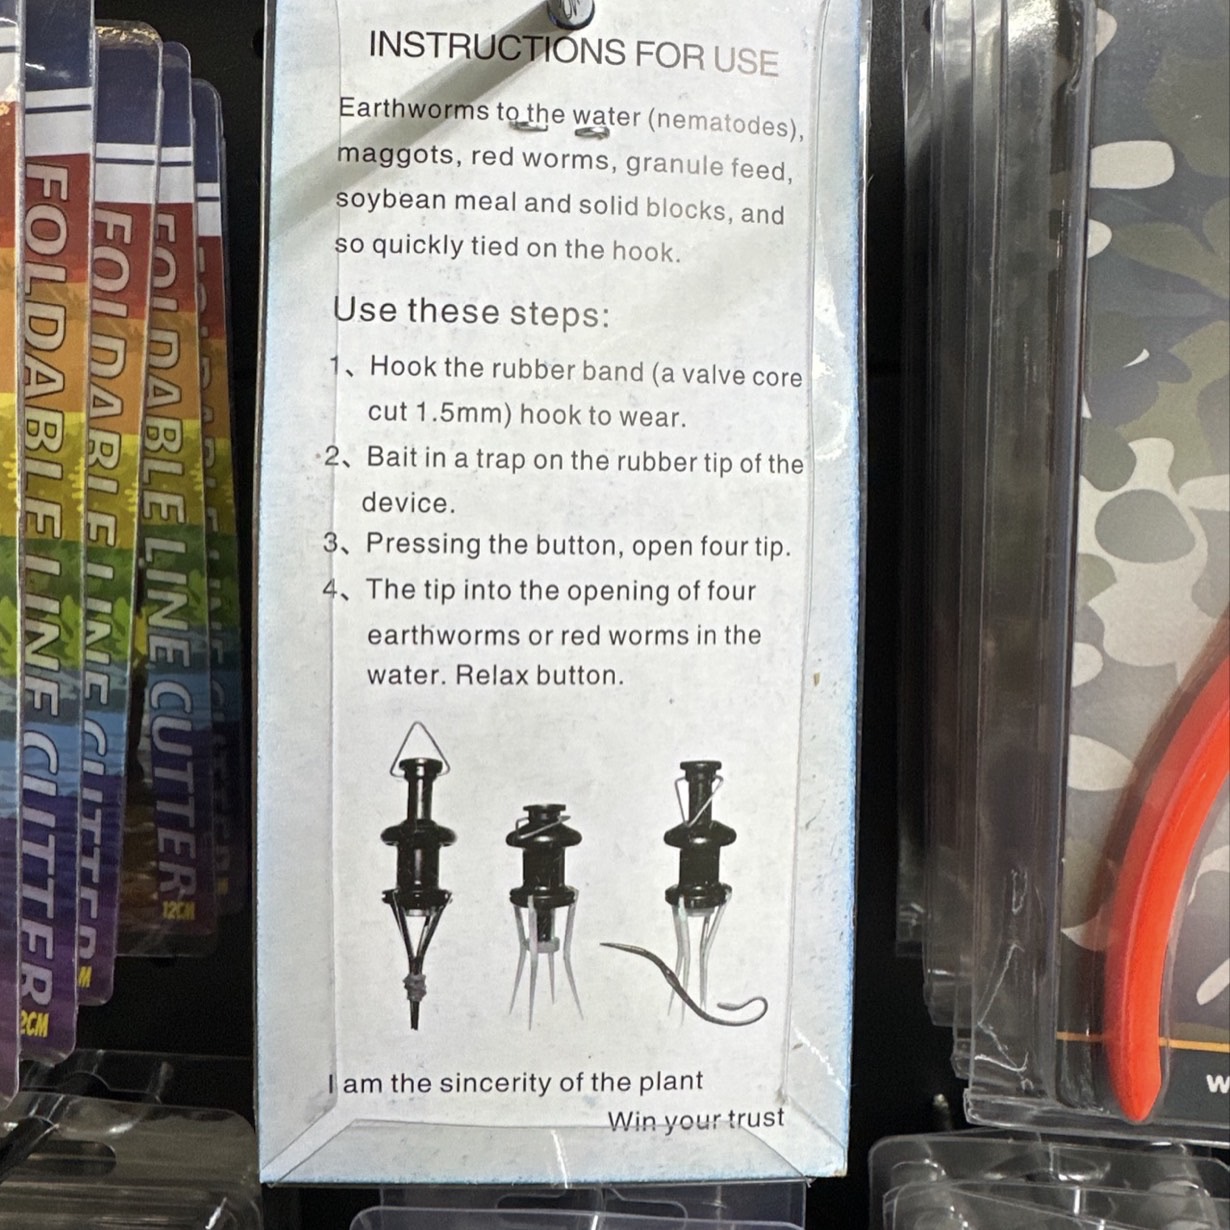 INSTRUCTIONS FOR USE
Earthworms to the water (nematodes),
maggots, red worms, granule feed,
soybean meal and solid blocks, and
so quickly tied on the hook.
Use these steps:
1、Hook the rubber band (a valve core
cut 1.5mm) hook to wear.
2、Bait in a trap on the rubber tip of the
device.
3、Pressing the button, open four tip.
4、The tip into the opening of four
earthworms or red worms in the
water. Relax button.
I am the sincerity of the plant
Win your trust
FOLDABLE LINE CUTTER
FOLDABLE LINE CUTTER
FOLDABLE LINE CUTTER
12CM